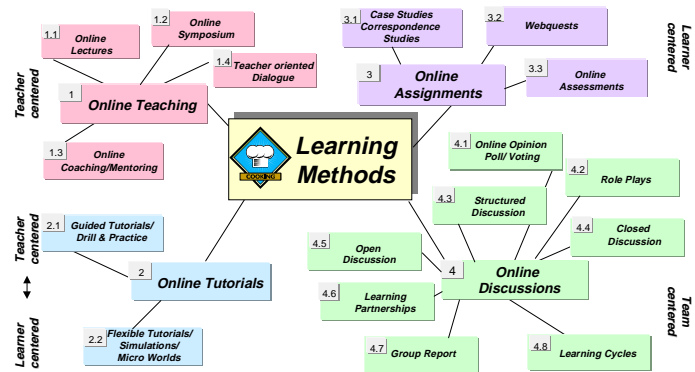 1.1
Online
Lectures
1.2
Online
Symposium
1.4
Teacher oriented
Dialogue
1
Online Teaching
1.3
Online
Coaching/Mentoring
Teacher
centered
3.1
Case Studies
Correspondence
Studies
3.2
Webquests
3
Online
Assignments
3.3
Online
Assessments
Learner
centered
COOKING
Learning
Methods
2.1
Guided Tutorials/
Drill & Practice
2
Online Tutorials
2.2
Flexible Tutorials/
Simulations/
Micro Worlds
Teacher
centered
Learner
centered
4.1
Online Opinion
Poll/ Voting
4.2
Role Plays
4.3
Structured
Discussion
4.4
Closed
Discussion
4.5
Open
Discussion
4
Online
Discussions
4.6
Learning
Partnerships
4.7
Group Report
4.8
Learning Cycles
Team
centered